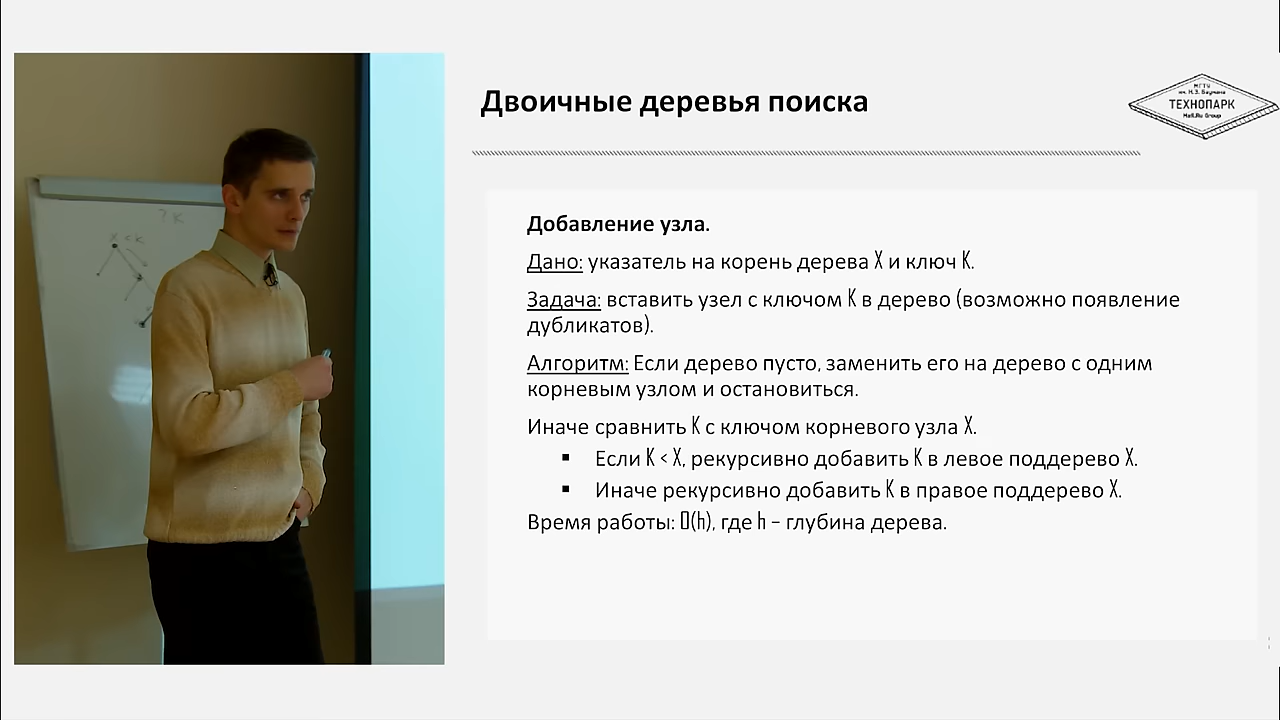 Двоичные деревья поиска
МГТУ
им. Н.Э. Баумана
ТЕХНОПАРК
Mail.Ru Group
Добавление узла.
Дано: указатель на корень дерева X и ключ K.
Задача: вставить узел с ключом K в дерево (возможно появление
дубликатов).
Алгоритм: Если дерево пусто, заменить его на дерево с одним
корневым узлом и остановиться.
Иначе сравнить K с ключом корневого узла X.
▪ Если K < X, рекурсивно добавить K в левое поддерево X.
▪ Иначе рекурсивно добавить K в правое поддерево X.
Время работы: O(h), где h – глубина дерева.
? K
X < K